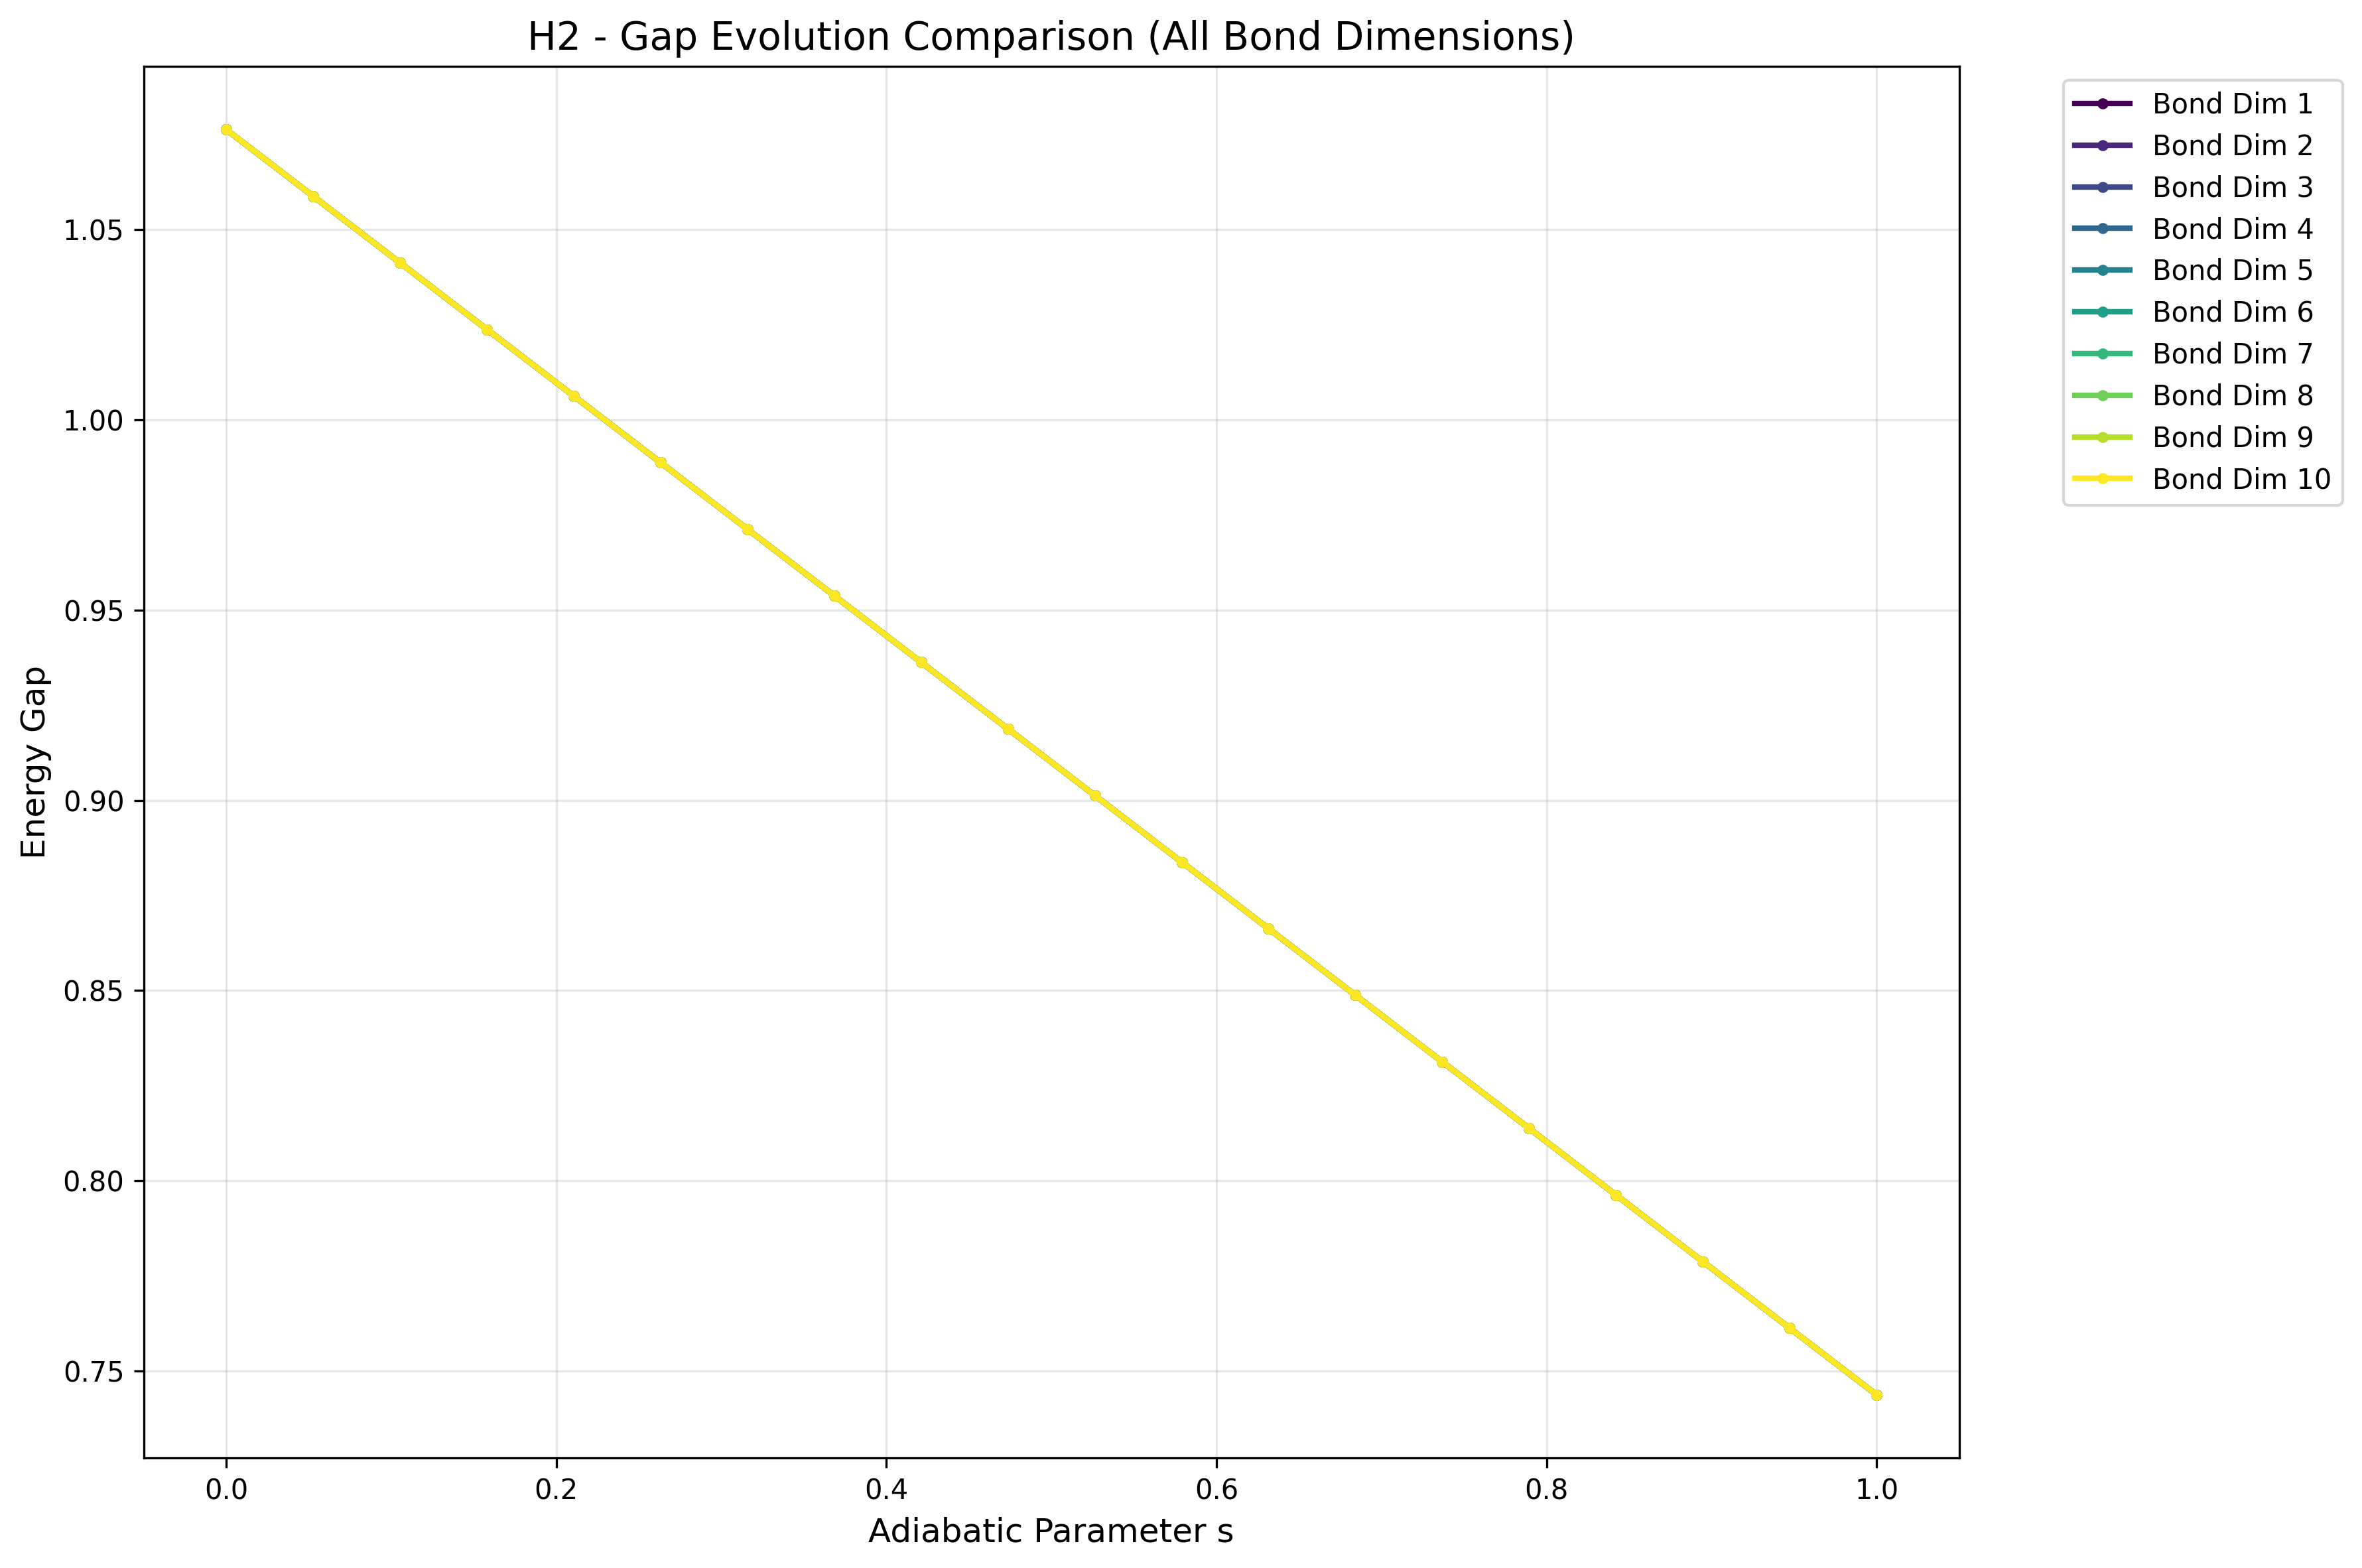 H2 - Gap Evolution Comparison (All Bond Dimensions)
Bond Dim 1
Bond Dim 2
Bond Dim 3
Bond Dim 4
Bond Dim 5
Bond Dim 6
Bond Dim 7
Bond Dim 8
Bond Dim 9
Bond Dim 10
Energy Gap
1.05
1.00
0.95
0.90
0.85
0.80
0.75
0.0 0.2 0.4 0.6 0.8 1.0
Adiabatic Parameter s